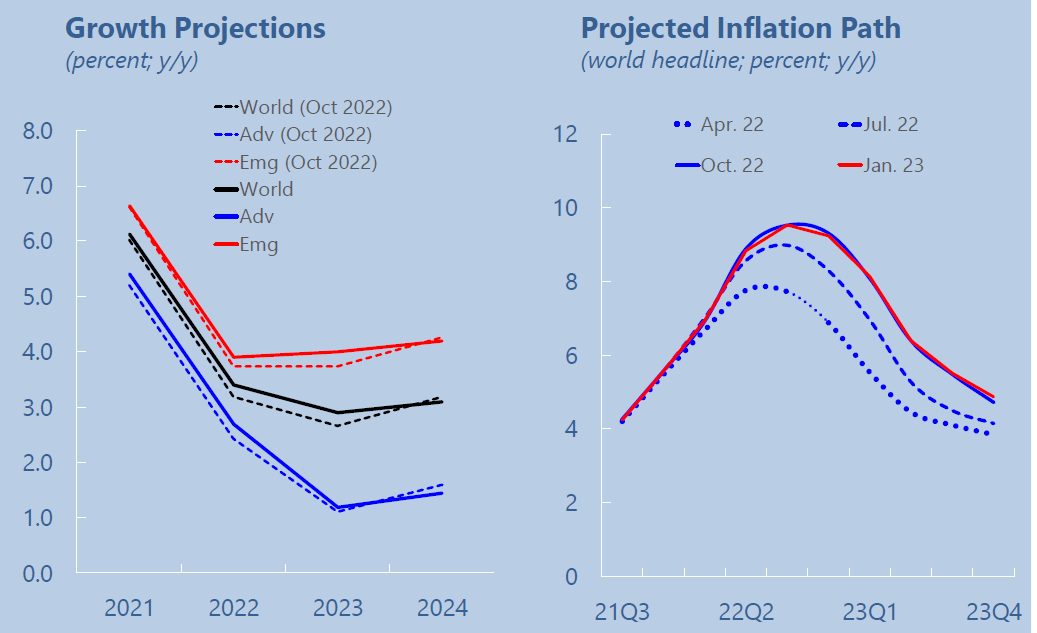 Growth Projections
(percent; y/y)
World (Oct 2022)
Adv (Oct 2022)
Emg (Oct 2022)
World
Adv
Emg
8.0
7.0
6.0
5.0
4.0
3.0
2.0
1.0
0.0
2021 2022 2023 2024
Projected Inflation Path
(world headline; percent; y/y)
Apr. 22 Jul. 22
Oct. 22 Jan. 23
12
10
8
6
4
2
0
21Q3 22Q2 23Q1 23Q4